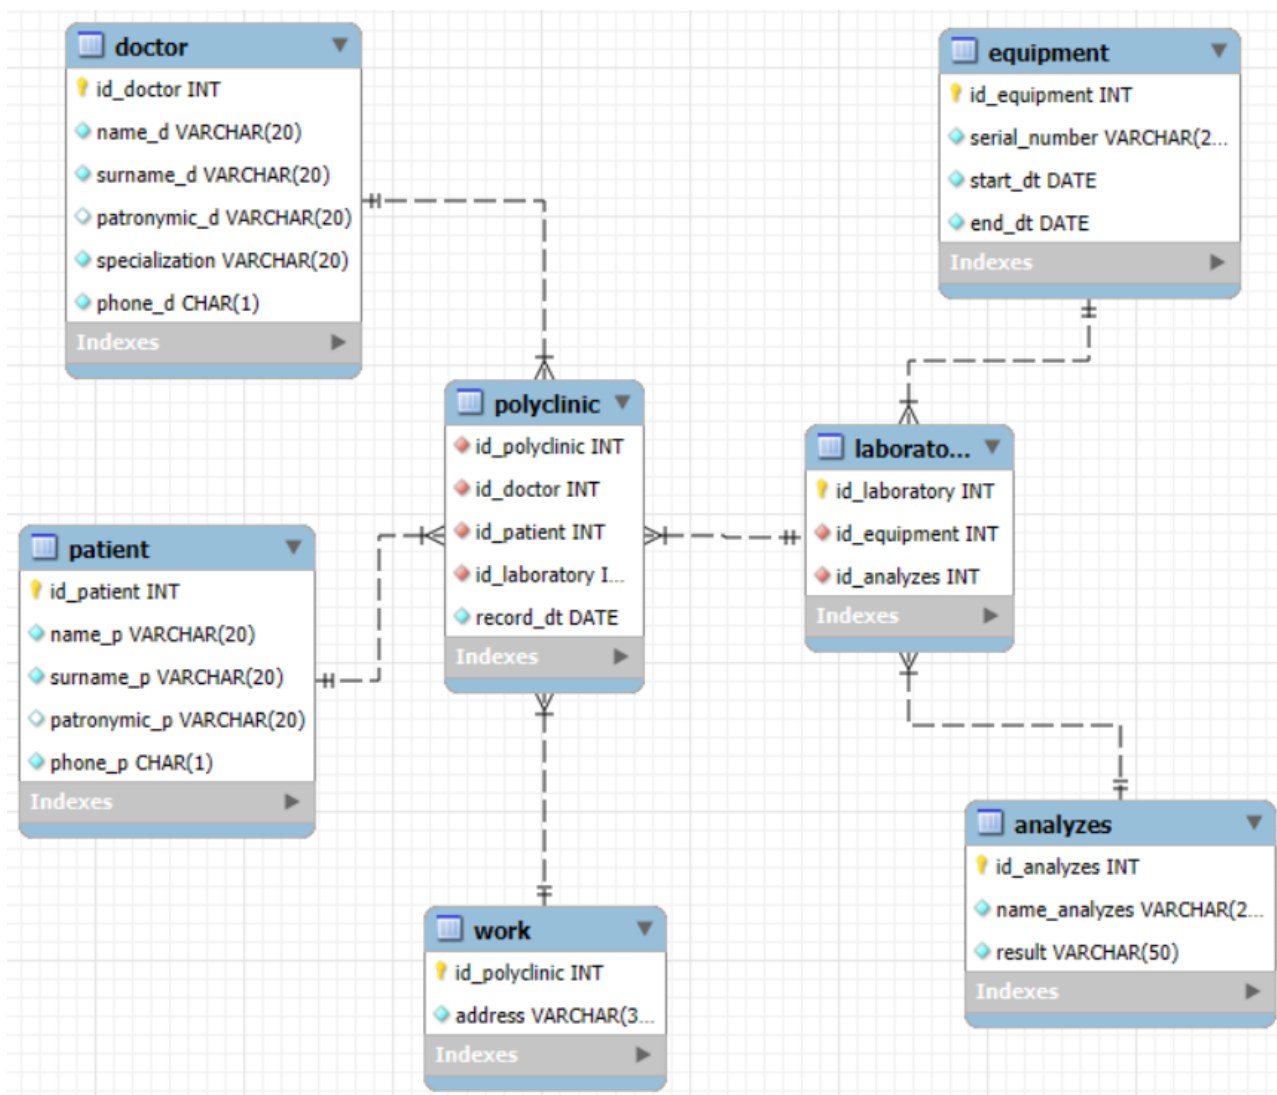 doctor
id_doctor INT
name_d VARCHAR(20)
surname_d VARCHAR(20)
patronymic_d VARCHAR(20)
specialization VARCHAR(20)
phone_d CHAR(1)
Indexes
equipment
id_equipment INT
serial_number VARCHAR(2...
start_dt DATE
end_dt DATE
Indexes
polyclinic
id_polyclinic INT
id_doctor INT
id_patient INT
id_laboratory I...
record_dt DATE
Indexes
laborato...
id_laboratory INT
id_equipment INT
id_analyzes INT
Indexes
patient
id_patient INT
name_p VARCHAR(20)
surname_p VARCHAR(20)
patronymic_p VARCHAR(20)
phone_p CHAR(1)
Indexes
work
id_polyclinic INT
address VARCHAR(3...
Indexes
analyzes
id_analyzes INT
name_analyzes VARCHAR(2...
result VARCHAR(50)
Indexes